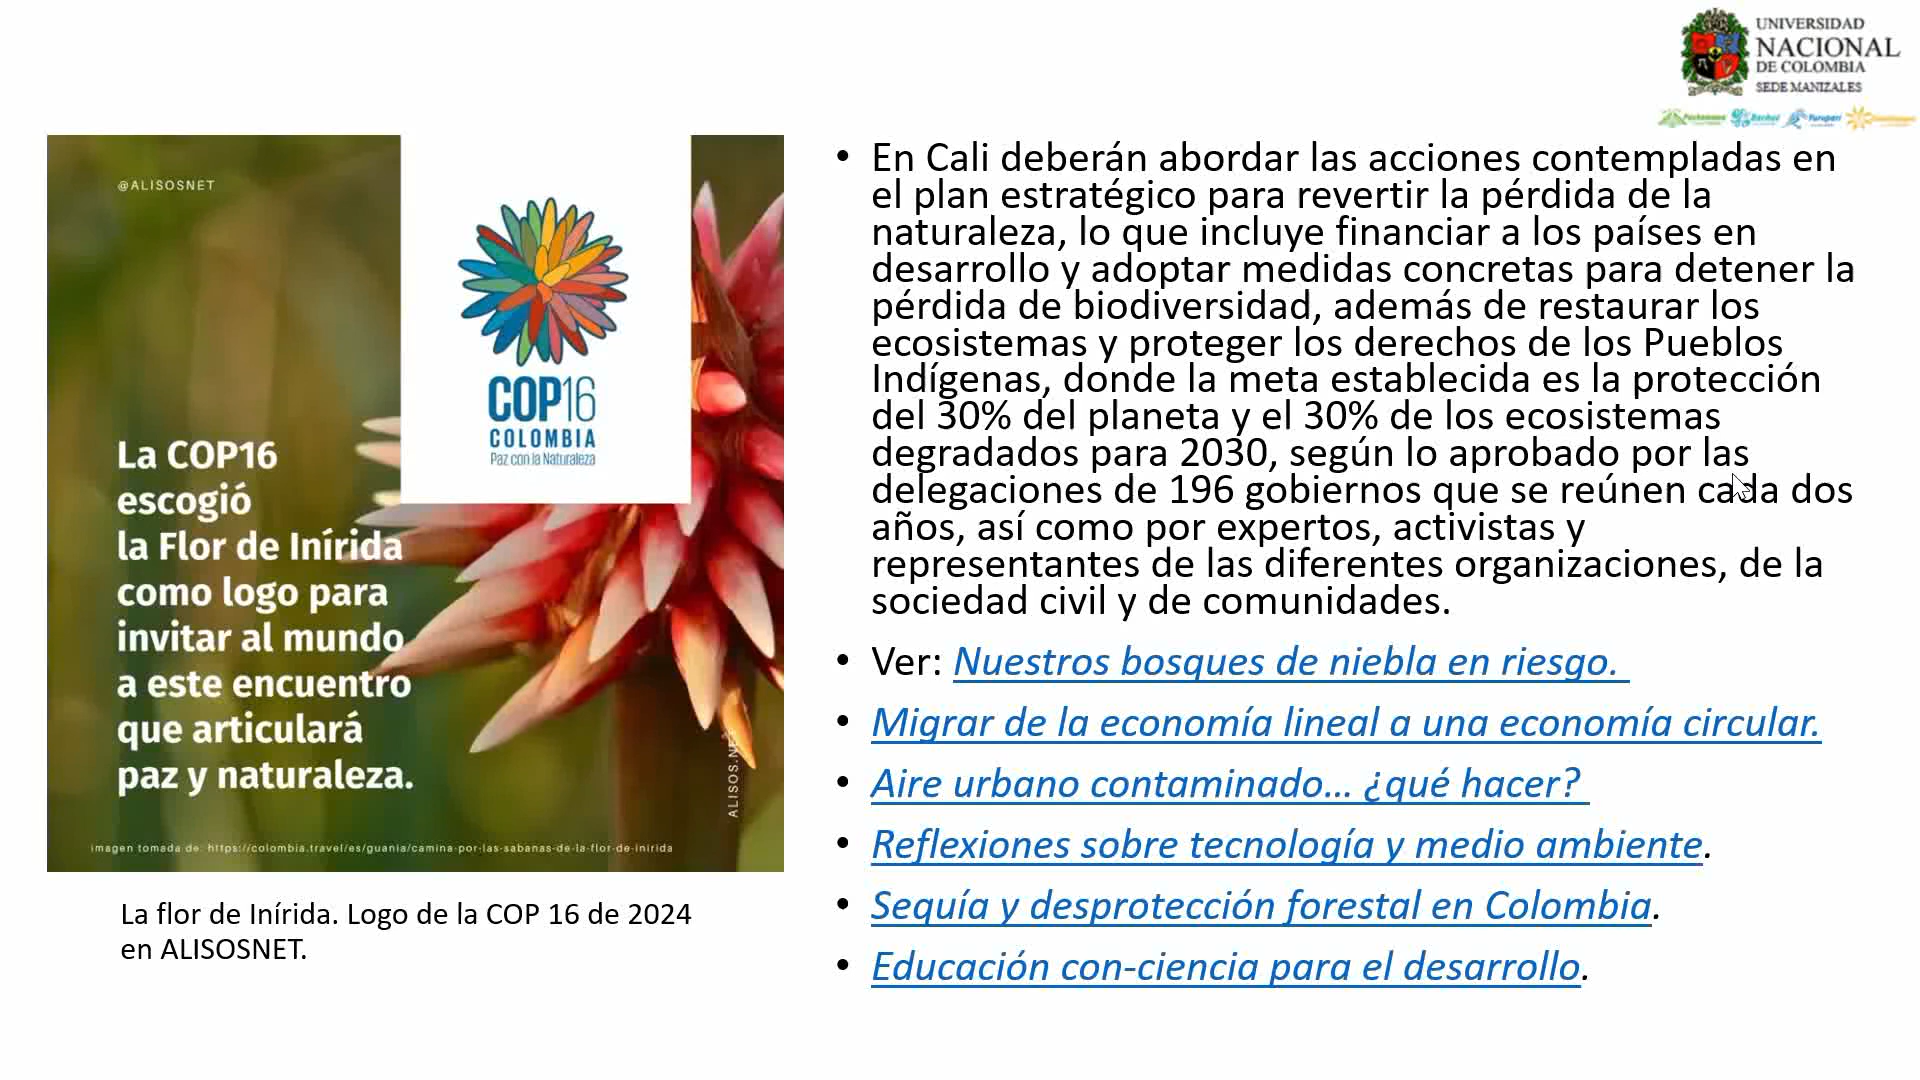 UNIVERSIDAD
NACIONAL
DE COLOMBIA
SEDE MANIZALES
@ALISOSNET
COP16
COLOMBIA
Paz con la Naturaleza
La COP16
escogió
la Flor de Inírida
como logo para
invitar al mundo
a este encuentro
que articulará
paz y naturaleza.
ALISOS.NET
imagen tomada de: https://colombia.travel/es/guania/camina-por-las-sabanas-de-la-flor-de-inirida
La flor de Inírida. Logo de la COP 16 de 2024
en ALISOSNET.
• En Cali deberán abordar las acciones contempladas en
el plan estratégico para revertir la pérdida de la
naturaleza, lo que incluye financiar a los países en
desarrollo y adoptar medidas concretas para detener la
pérdida de biodiversidad, además de restaurar los
ecosistemas y proteger los derechos de los Pueblos
Indígenas, donde la meta establecida es la protección
del 30% del planeta y el 30% de los ecosistemas
degradados para 2030, según lo aprobado por las
delegaciones de 196 gobiernos que se reúnen cada dos
años, así como por expertos, activistas y
representantes de las diferentes organizaciones, de la
sociedad civil y de comunidades.
• Ver: Nuestros bosques de niebla en riesgo.
• Migrar de la economía lineal a una economía circular.
• Aire urbano contaminado… ¿qué hacer?
• Reflexiones sobre tecnología y medio ambiente.
• Sequía y desprotección forestal en Colombia.
• Educación con-ciencia para el desarrollo.